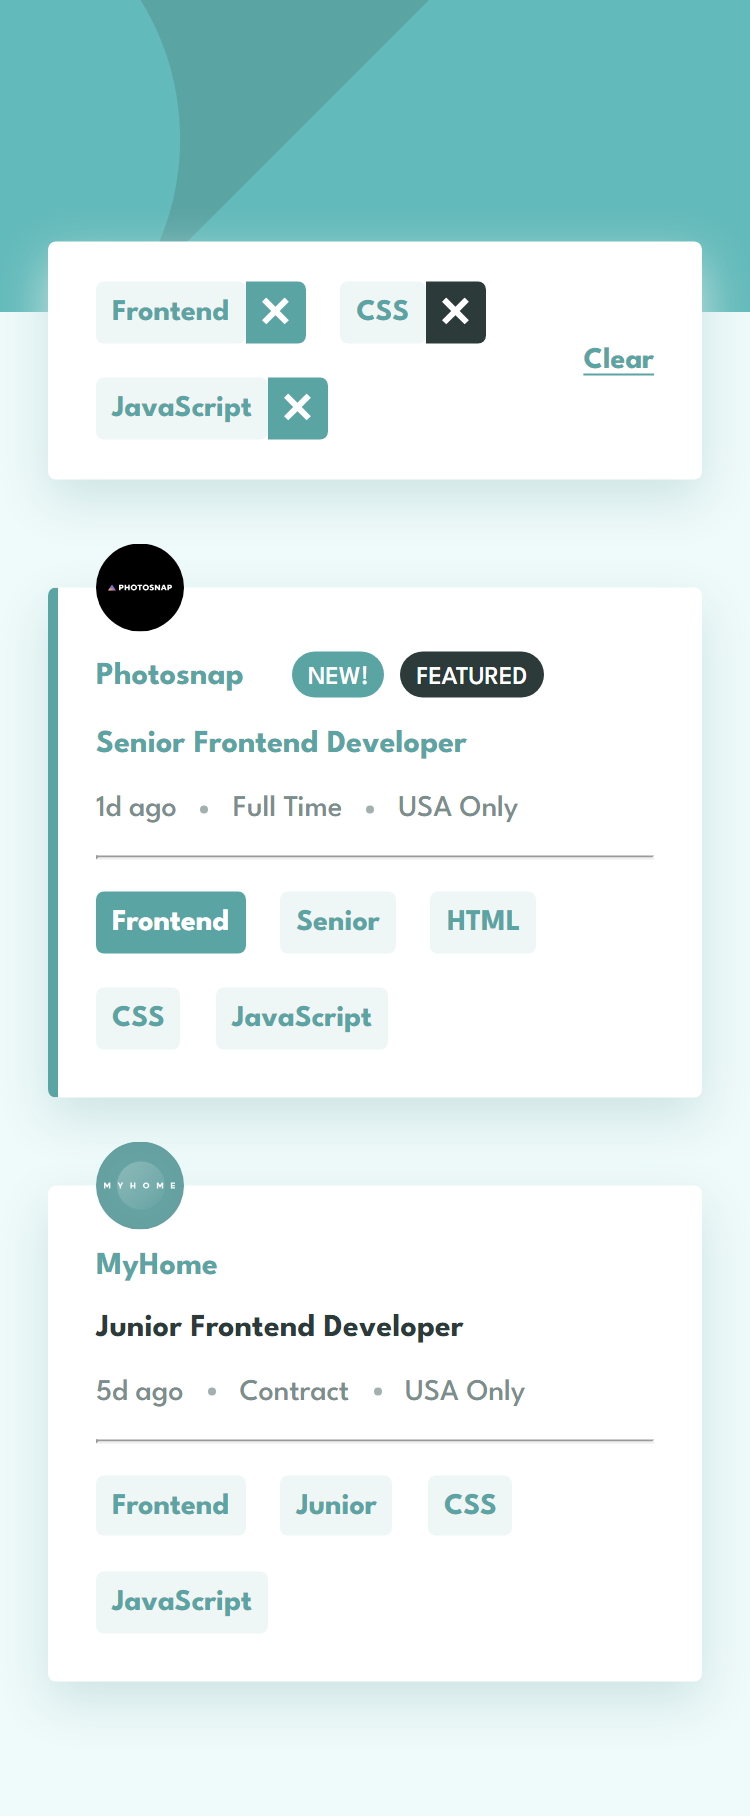 Frontend CSS
Clear
JavaScript
PHOTOSNAP
Photosnap NEW! FEATURED
Senior Frontend Developer
1d ago • Full Time • USA Only
Frontend Senior HTML
CSS JavaScript
MYHOME
MyHome
Junior Frontend Developer
5d ago • Contract • USA Only
Frontend Junior CSS
JavaScript